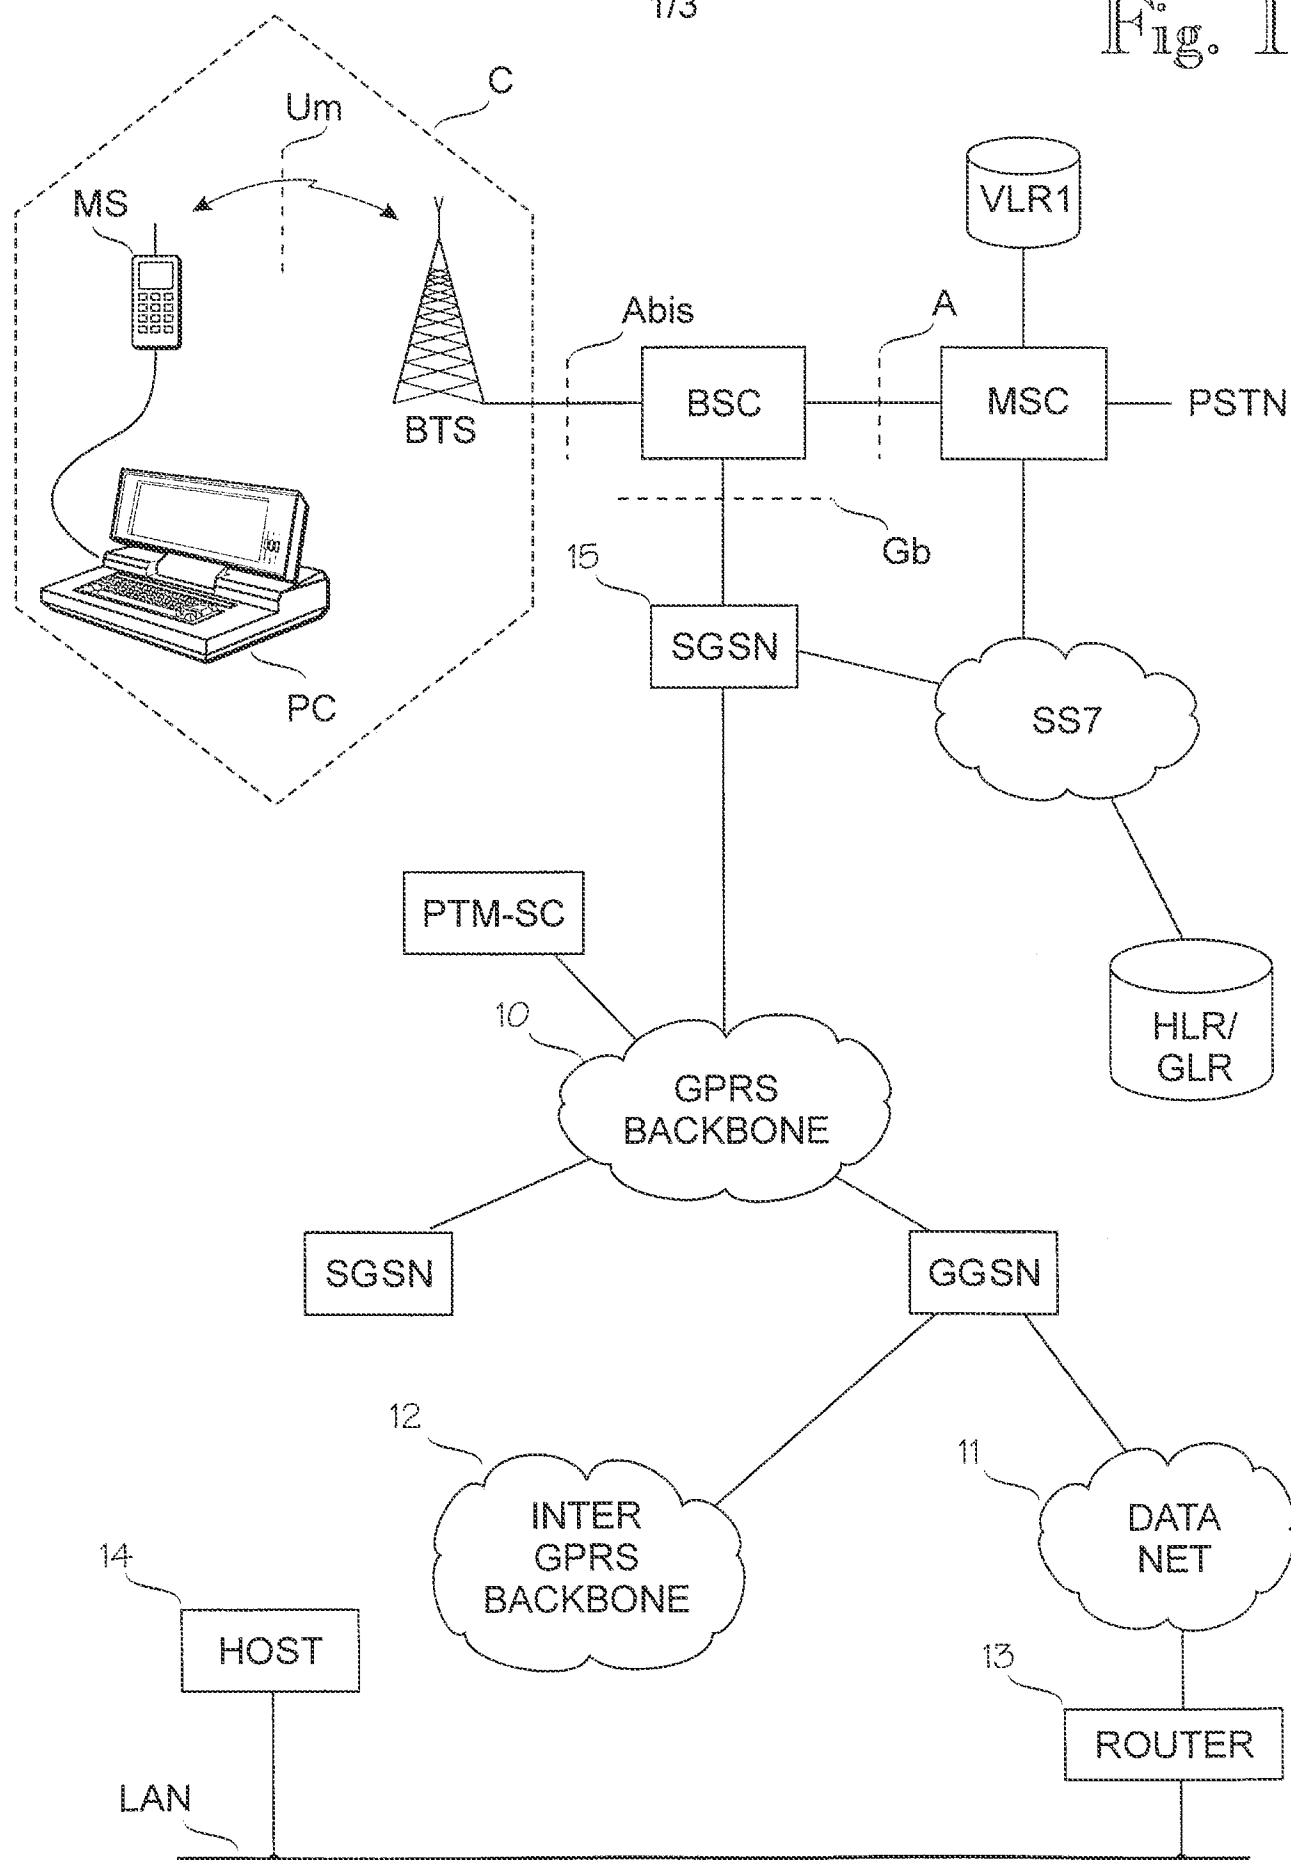 1/3
Fig. 1
C
Um
MS
VLR1
Abis
A
BSC
MSC
PSTN
BTS
Gb
15
SGSN
PC
SS7
PTM-SC
10
HLR/
GLR
GPRS
BACKBONE
SGSN
GGSN
12
11
INTER
GPRS
BACKBONE
DATA
NET
14
HOST
13
ROUTER
LAN